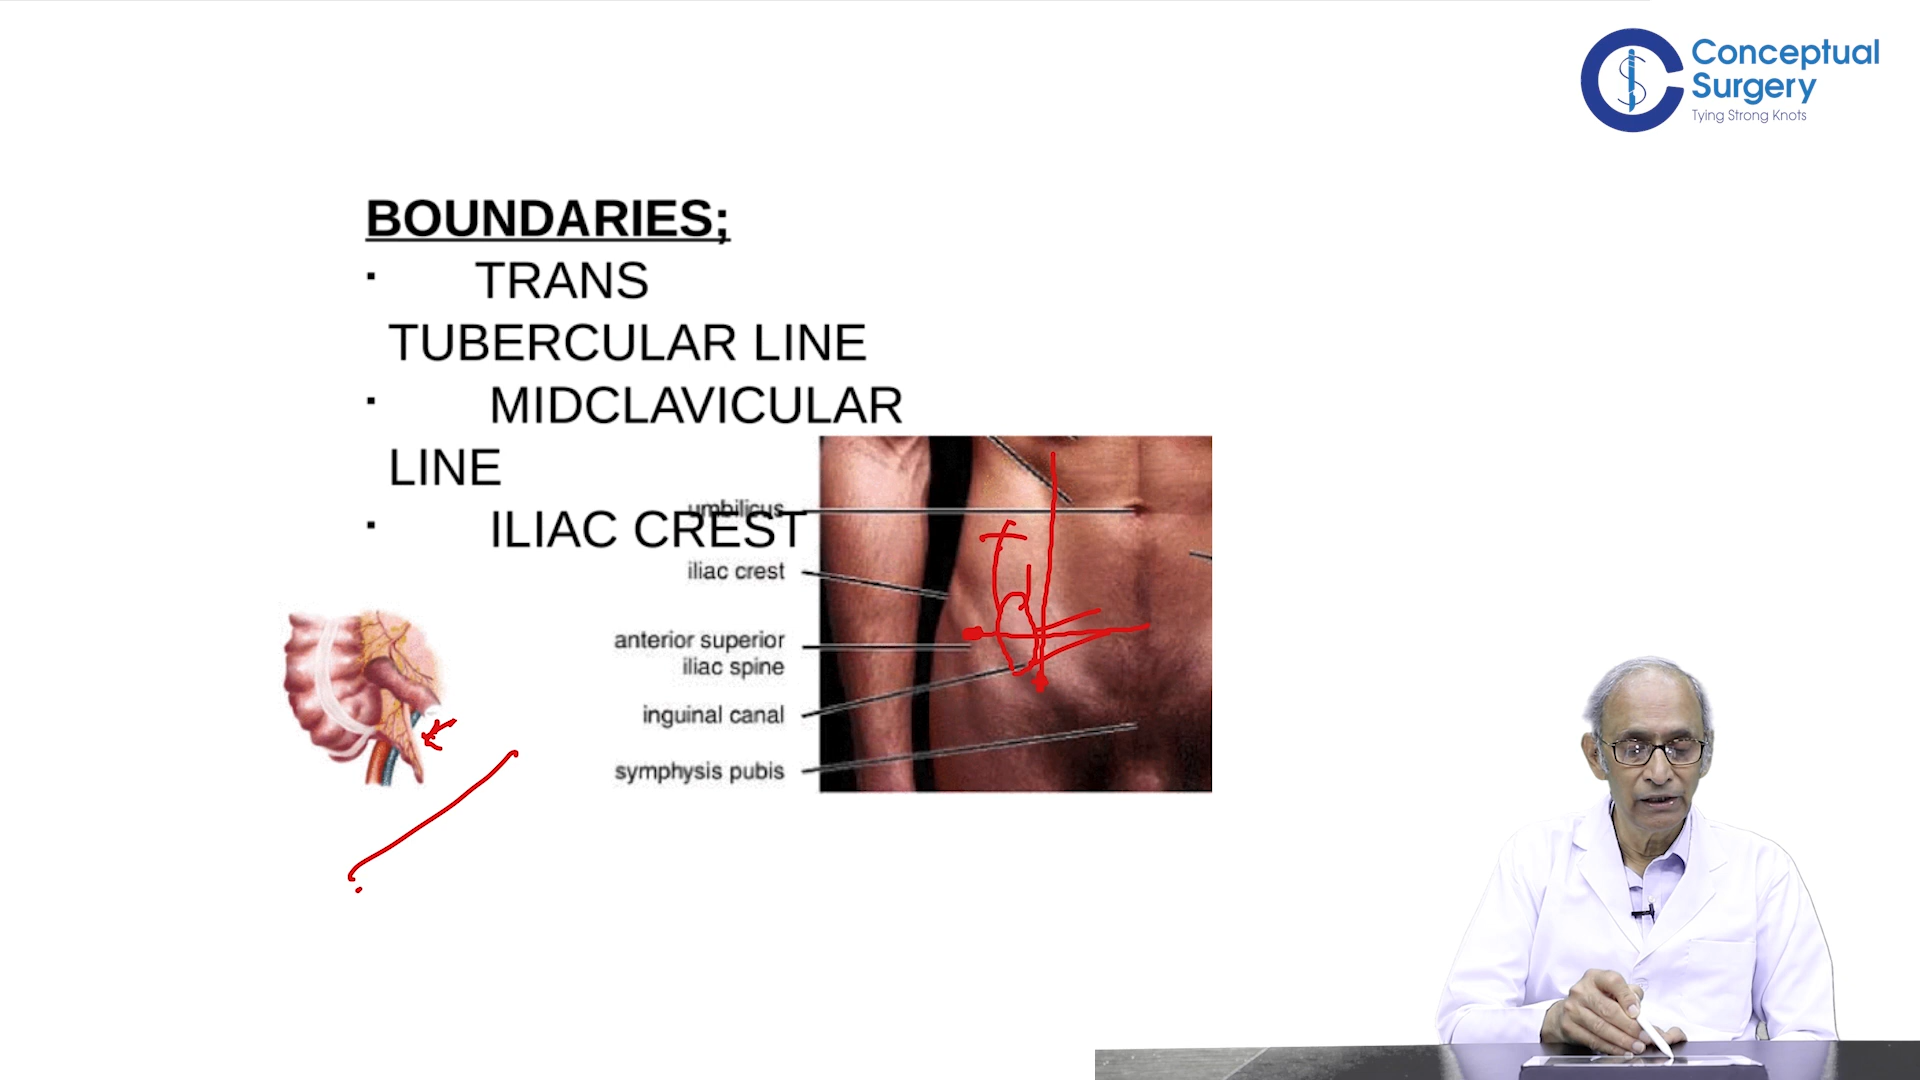 Conceptual
Surgery
Tying Strong Knots
BOUNDARIES;
▪ TRANS
TUBERCULAR LINE
▪ MIDCLAVICULAR
LINE
▪ ILIAC CREST
umbilicus
iliac crest
anterior superior
iliac spine
inguinal canal
symphysis pubis